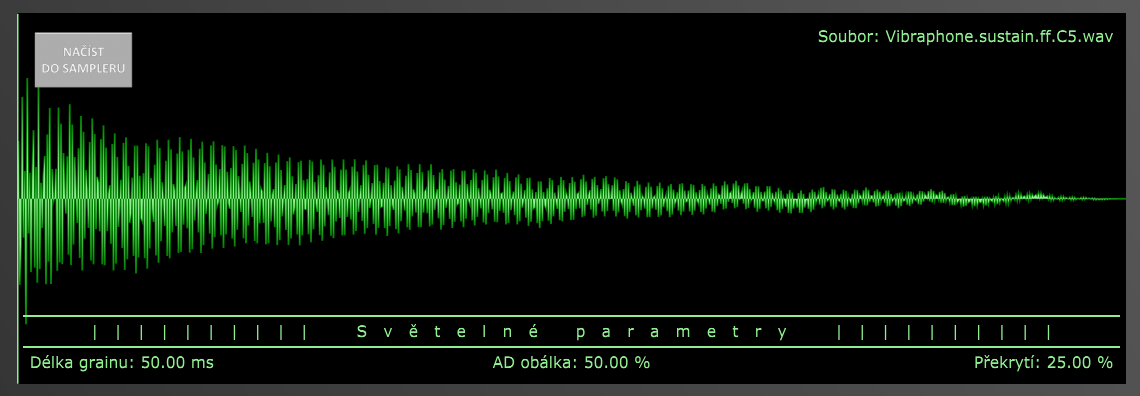 NAČÍST
DO SAMPLERU
Soubor: Vibraphone.sustain.ff.C5.wav
| | | | | | | | | | S v ě t e l n é p a r a m e t r y | | | | | | | | | |
Délka grainu: 50.00 ms AD obálka: 50.00 % Překrytí: 25.00 %